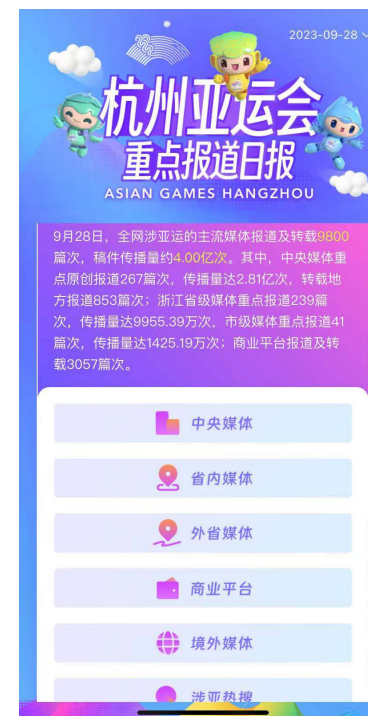 2023-09-28
杭州亚运会
重点报道日报
ASIAN GAMES HANGZHOU
9月28日，全网涉亚运的主流媒体报道及转载9800
篇次，稿件传播量约4.00亿次。其中，中央媒体重
点原创报道267篇次，传播量达2.81亿次，转载地
方报道853篇次；浙江省级媒体重点报道239篇
次，传播量达9955.39万次，市级媒体重点报道41
篇次，传播量达1425.19万次；商业平台报道及转
载3057篇次。
中央媒体
省内媒体
外省媒体
商业平台
境外媒体
涉亚热搜